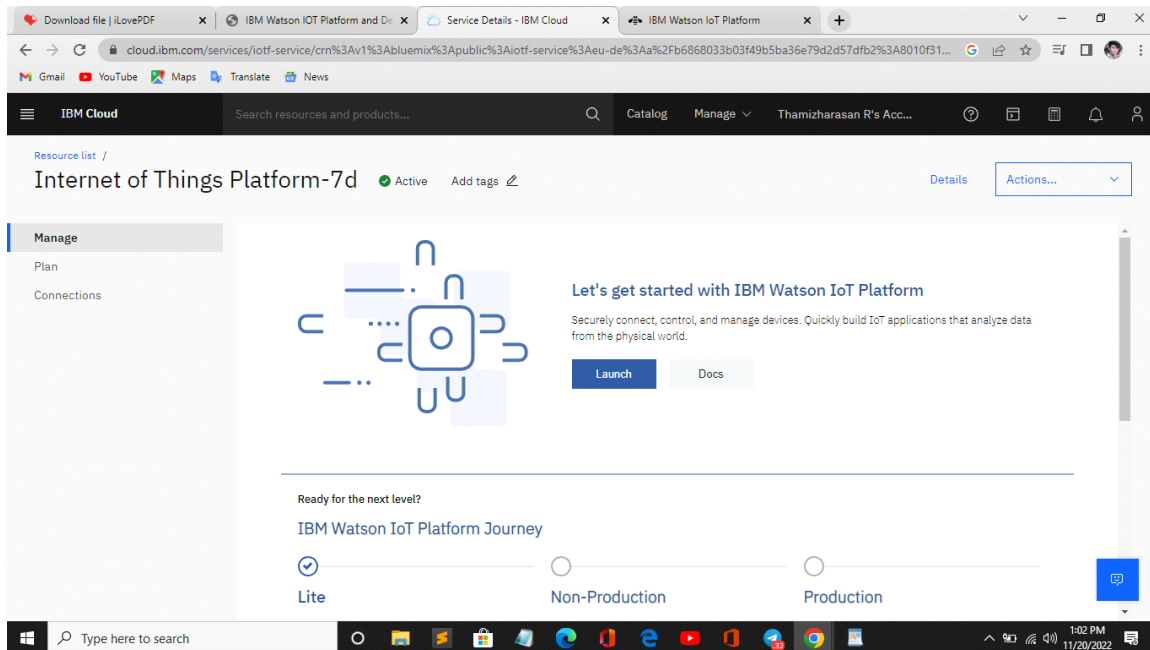 Download file | iLovePDF
IBM Watson IOT Platform and De
Service Details - IBM Cloud
IBM Watson IoT Platform
cloud.ibm.com/services/iotf-service/crn%3Av1%3Abluemix%3Apublic%3Aiotf-service%3Aeu-de%3Aa%2Fb6868033b03f49b5ba36e79d2d57dfb2%3A8010f31...
Gmail YouTube Maps Translate News
IBM Cloud Search resources and products... Catalog Manage Thamizharasan R's Acc...
Resource list /
Internet of Things Platform-7d Active Add tags Details Actions...
Manage
Plan
Connections
Let's get started with IBM Watson IoT Platform
Securely connect, control, and manage devices. Quickly build IoT applications that analyze data
from the physical world.
Launch Docs
Ready for the next level?
IBM Watson IoT Platform Journey
Lite Non-Production Production
Type here to search
32
1:02 PM
11/20/2022